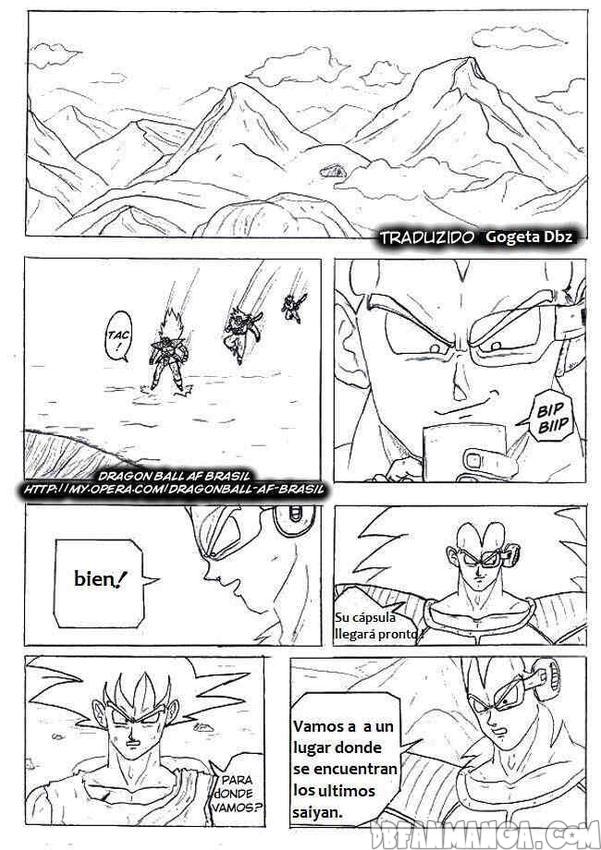 TRADUZIDO Gogeta Dbz
TAC
!
BIP
BIIP
DRAGON BALL AF BRASIL
HTTP://MY.OPERA.COM/DRAGONBALL-AF-BRASIL
bien!
Su cápsula
llegará pronto!
PARA
DONDE
VAMOS?
Vamos a a un
lugar donde
se encuentran
los ultimos
saiyan.
DBFANMANGA.COM